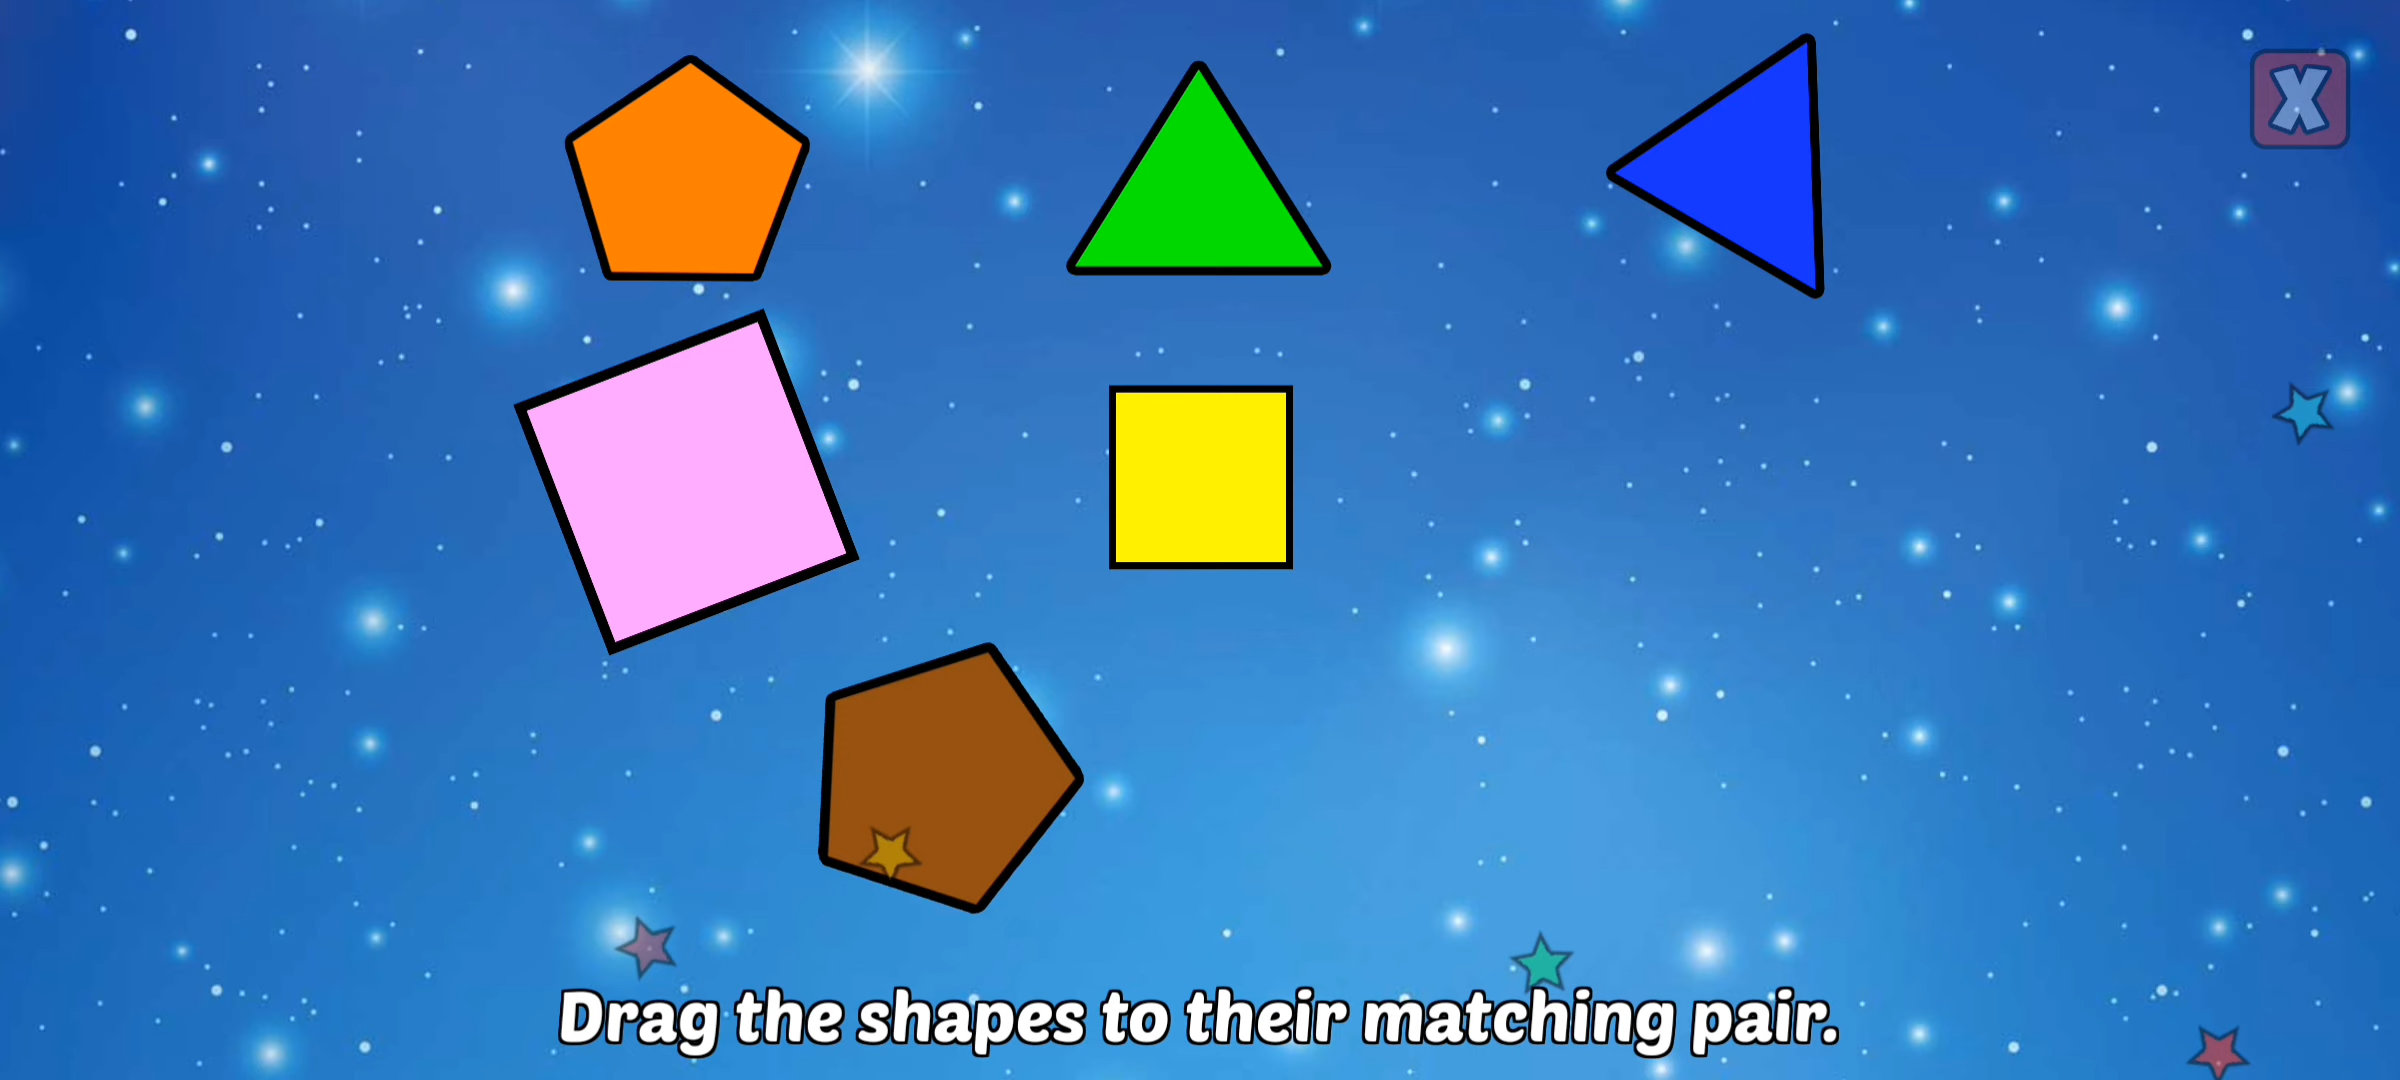 X
Drag the shapes to their matching pair.